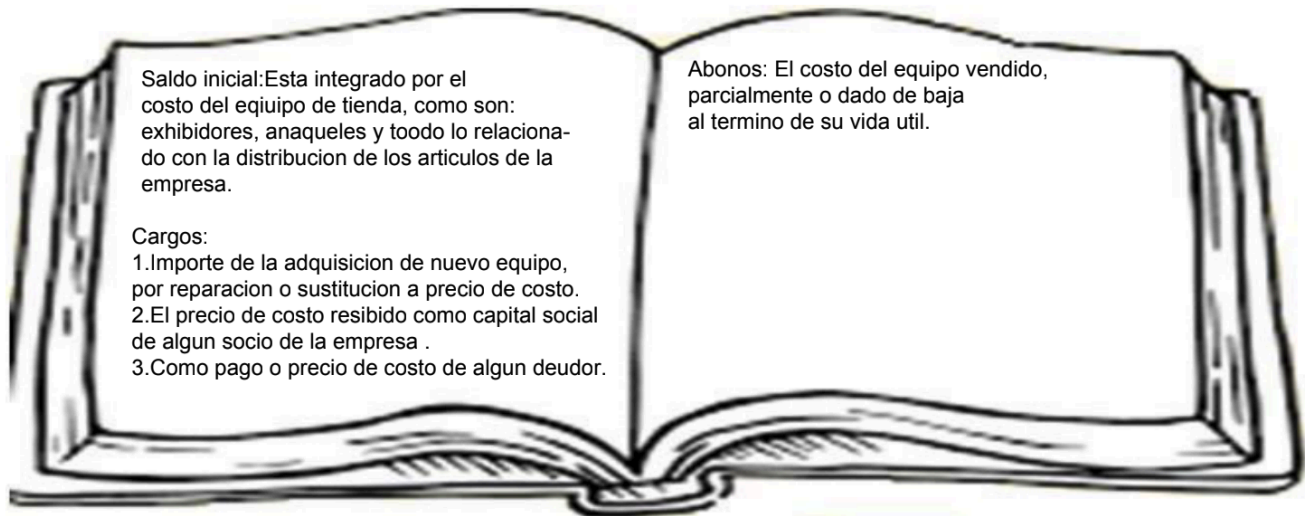 Saldo inicial:Esta integrado por el
costo del eqiuipo de tienda, como son:
exhibidores, anaqueles y toodo lo relaciona-
do con la distribucion de los articulos de la
empresa.
Cargos:
1.Importe de la adquisicion de nuevo equipo,
por reparacion o sustitucion a precio de costo.
2.El precio de costo resibido como capital social
de algun socio de la empresa .
3.Como pago o precio de costo de algun deudor.
Abonos: El costo del equipo vendido,
parcialmente o dado de baja
al termino de su vida util.